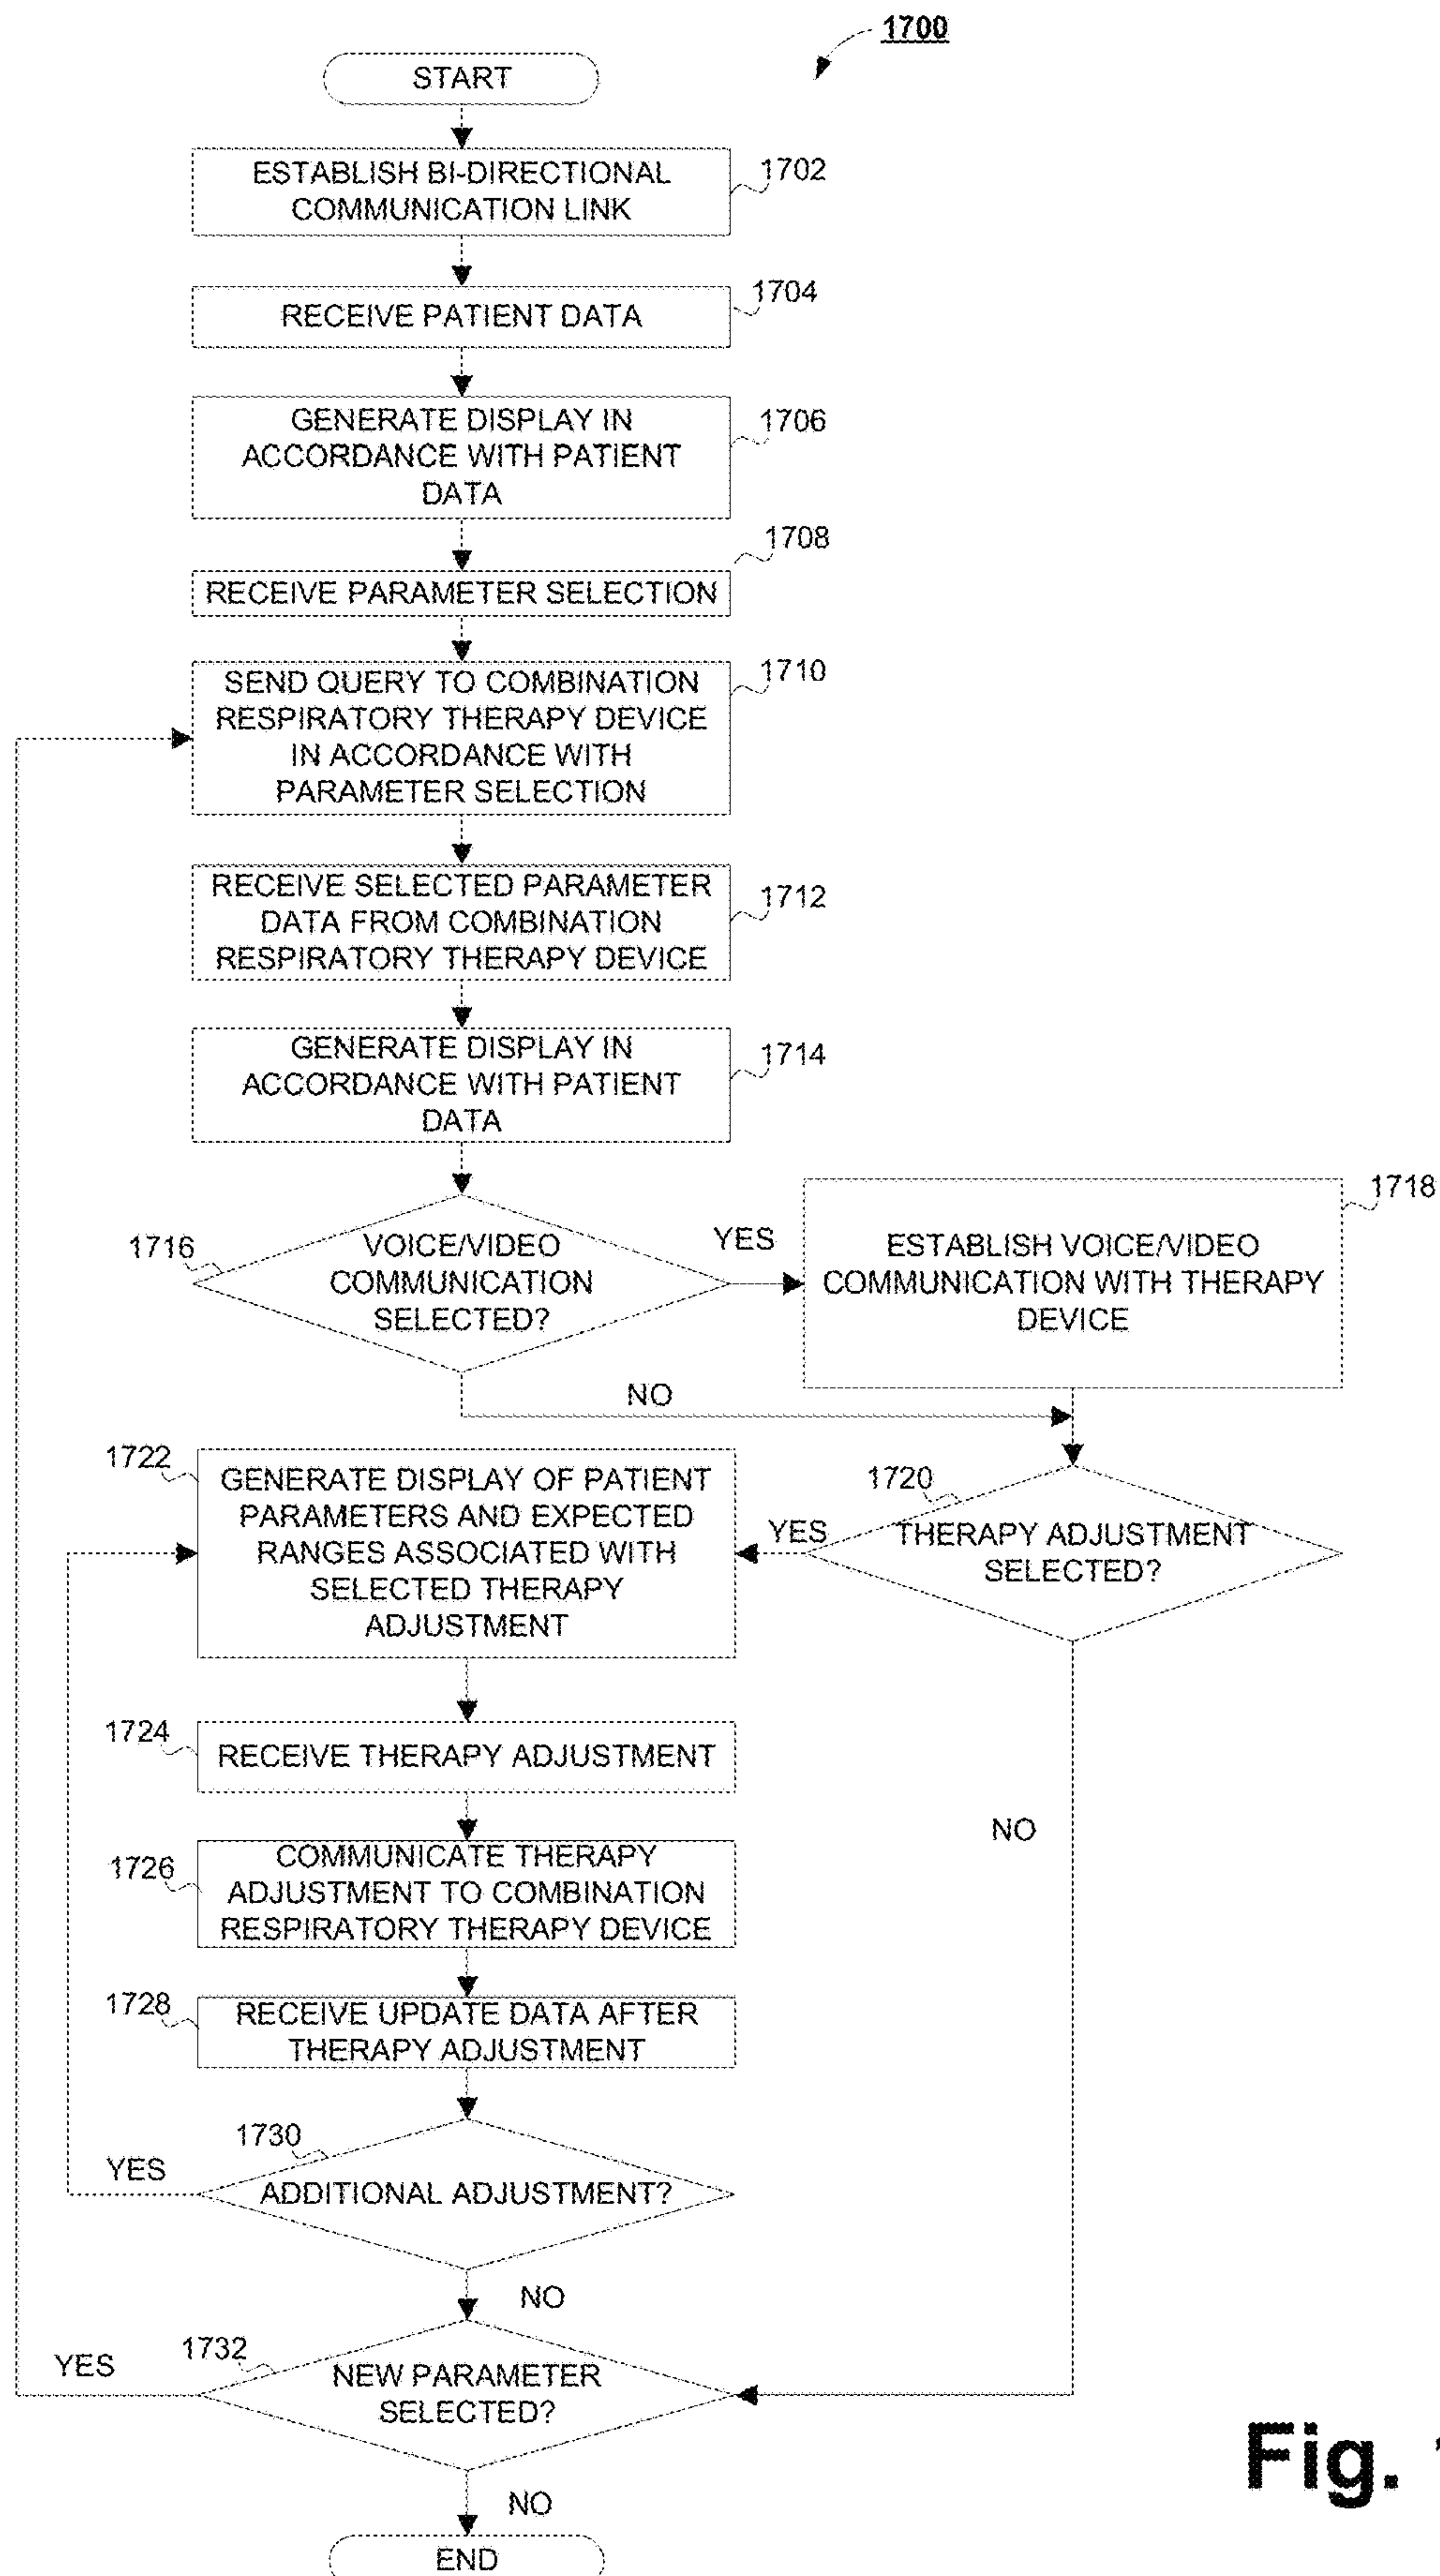 1700
START
ESTABLISH BI-DIRECTIONAL
COMMUNICATION LINK
1702
RECEIVE PATIENT DATA
1704
GENERATE DISPLAY IN
ACCORDANCE WITH PATIENT
DATA
1706
RECEIVE PARAMETER SELECTION
1708
SEND QUERY TO COMBINATION
RESPIRATORY THERAPY DEVICE
IN ACCORDANCE WITH
PARAMETER SELECTION
1710
RECEIVE SELECTED PARAMETER
DATA FROM COMBINATION
RESPIRATORY THERAPY DEVICE
1712
GENERATE DISPLAY IN
ACCORDANCE WITH PATIENT
DATA
1714
1716
VOICE/VIDEO
COMMUNICATION
SELECTED?
YES
NO
1718
ESTABLISH VOICE/VIDEO
COMMUNICATION WITH THERAPY
DEVICE
1720
THERAPY ADJUSTMENT
SELECTED?
YES
NO
1722
GENERATE DISPLAY OF PATIENT
PARAMETERS AND EXPECTED
RANGES ASSOCIATED WITH
SELECTED THERAPY
ADJUSTMENT
1724
RECEIVE THERAPY ADJUSTMENT
1726
COMMUNICATE THERAPY
ADJUSTMENT TO COMBINATION
RESPIRATORY THERAPY DEVICE
1728
RECEIVE UPDATE DATA AFTER
THERAPY ADJUSTMENT
1730
ADDITIONAL ADJUSTMENT?
YES
NO
1732
NEW PARAMETER
SELECTED?
YES
NO
END
Fig.